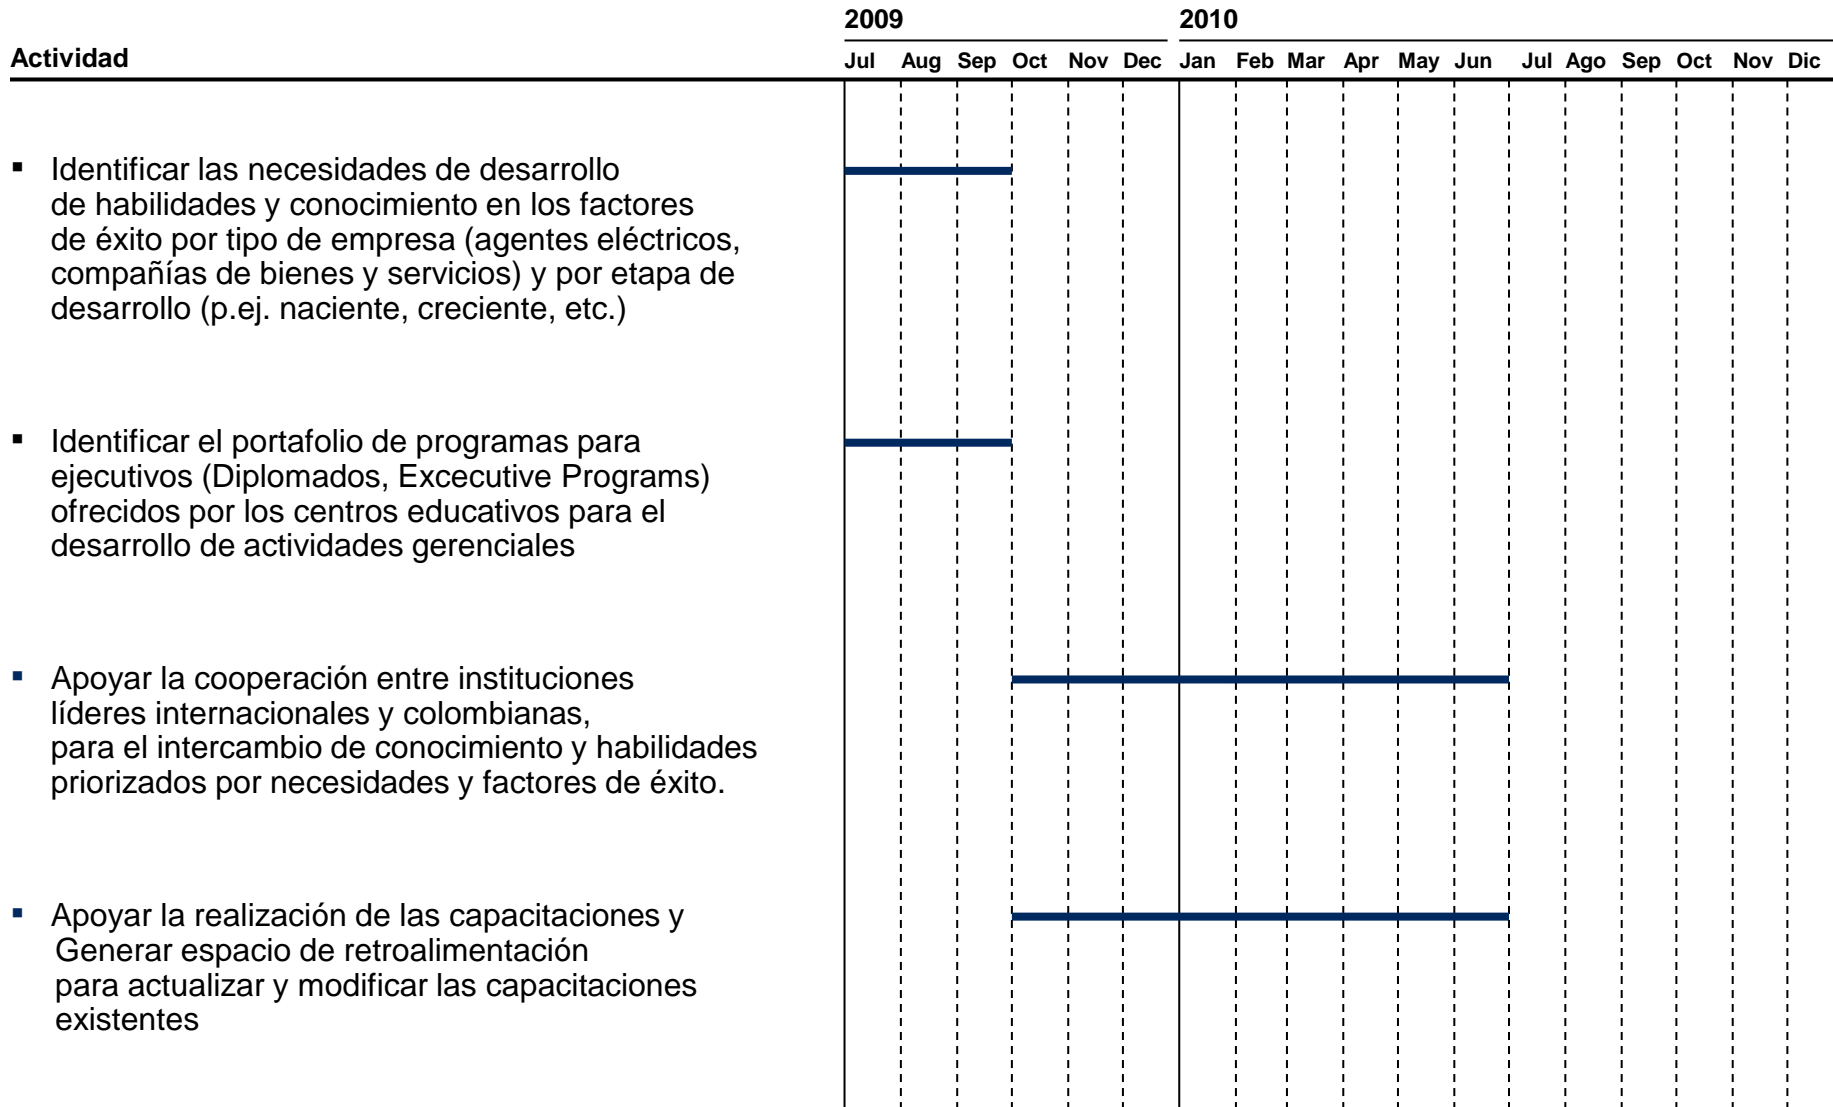 2009 2010
Actividad Jul Aug Sep Oct Nov Dec Jan Feb Mar Apr May Jun Jul Ago Sep Oct Nov Dic
▪ Identificar las necesidades de desarrollo
de habilidades y conocimiento en los factores
de éxito por tipo de empresa (agentes eléctricos,
compañías de bienes y servicios) y por etapa de
desarrollo (p.ej. naciente, creciente, etc.)
▪ Identificar el portafolio de programas para
ejecutivos (Diplomados, Excecutive Programs)
ofrecidos por los centros educativos para el
desarrollo de actividades gerenciales
▪ Apoyar la cooperación entre instituciones
líderes internacionales y colombianas,
para el intercambio de conocimiento y habilidades
priorizados por necesidades y factores de éxito.
▪ Apoyar la realización de las capacitaciones y
Generar espacio de retroalimentación
para actualizar y modificar las capacitaciones
existentes